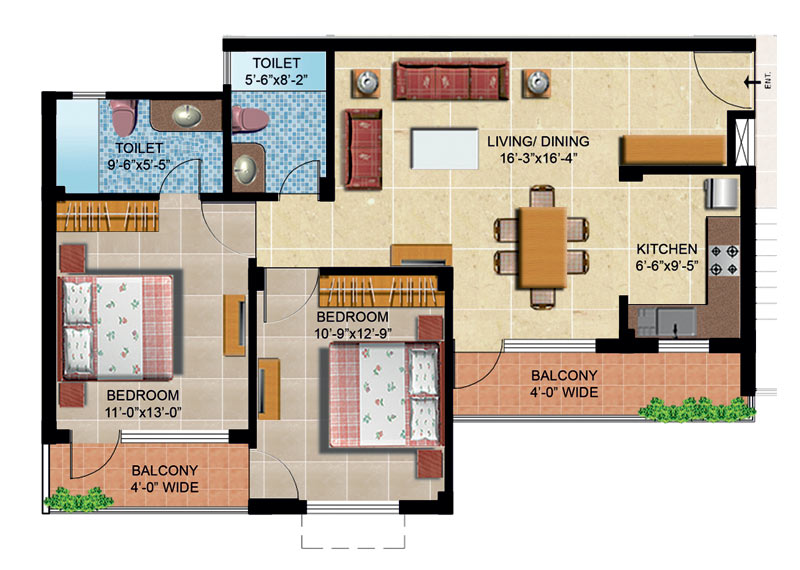 TOILET
5'-6"x8'-2"
ENT.
TOILET
9'-6"x5'-5"
LIVING/ DINING
16'-3"x16'-4"
KITCHEN
6'-6"x9'-5"
BEDROOM
10'-9"x12'-9"
BEDROOM
11'-0"x13'-0"
BALCONY
4'-0" WIDE
BALCONY
4'-0" WIDE